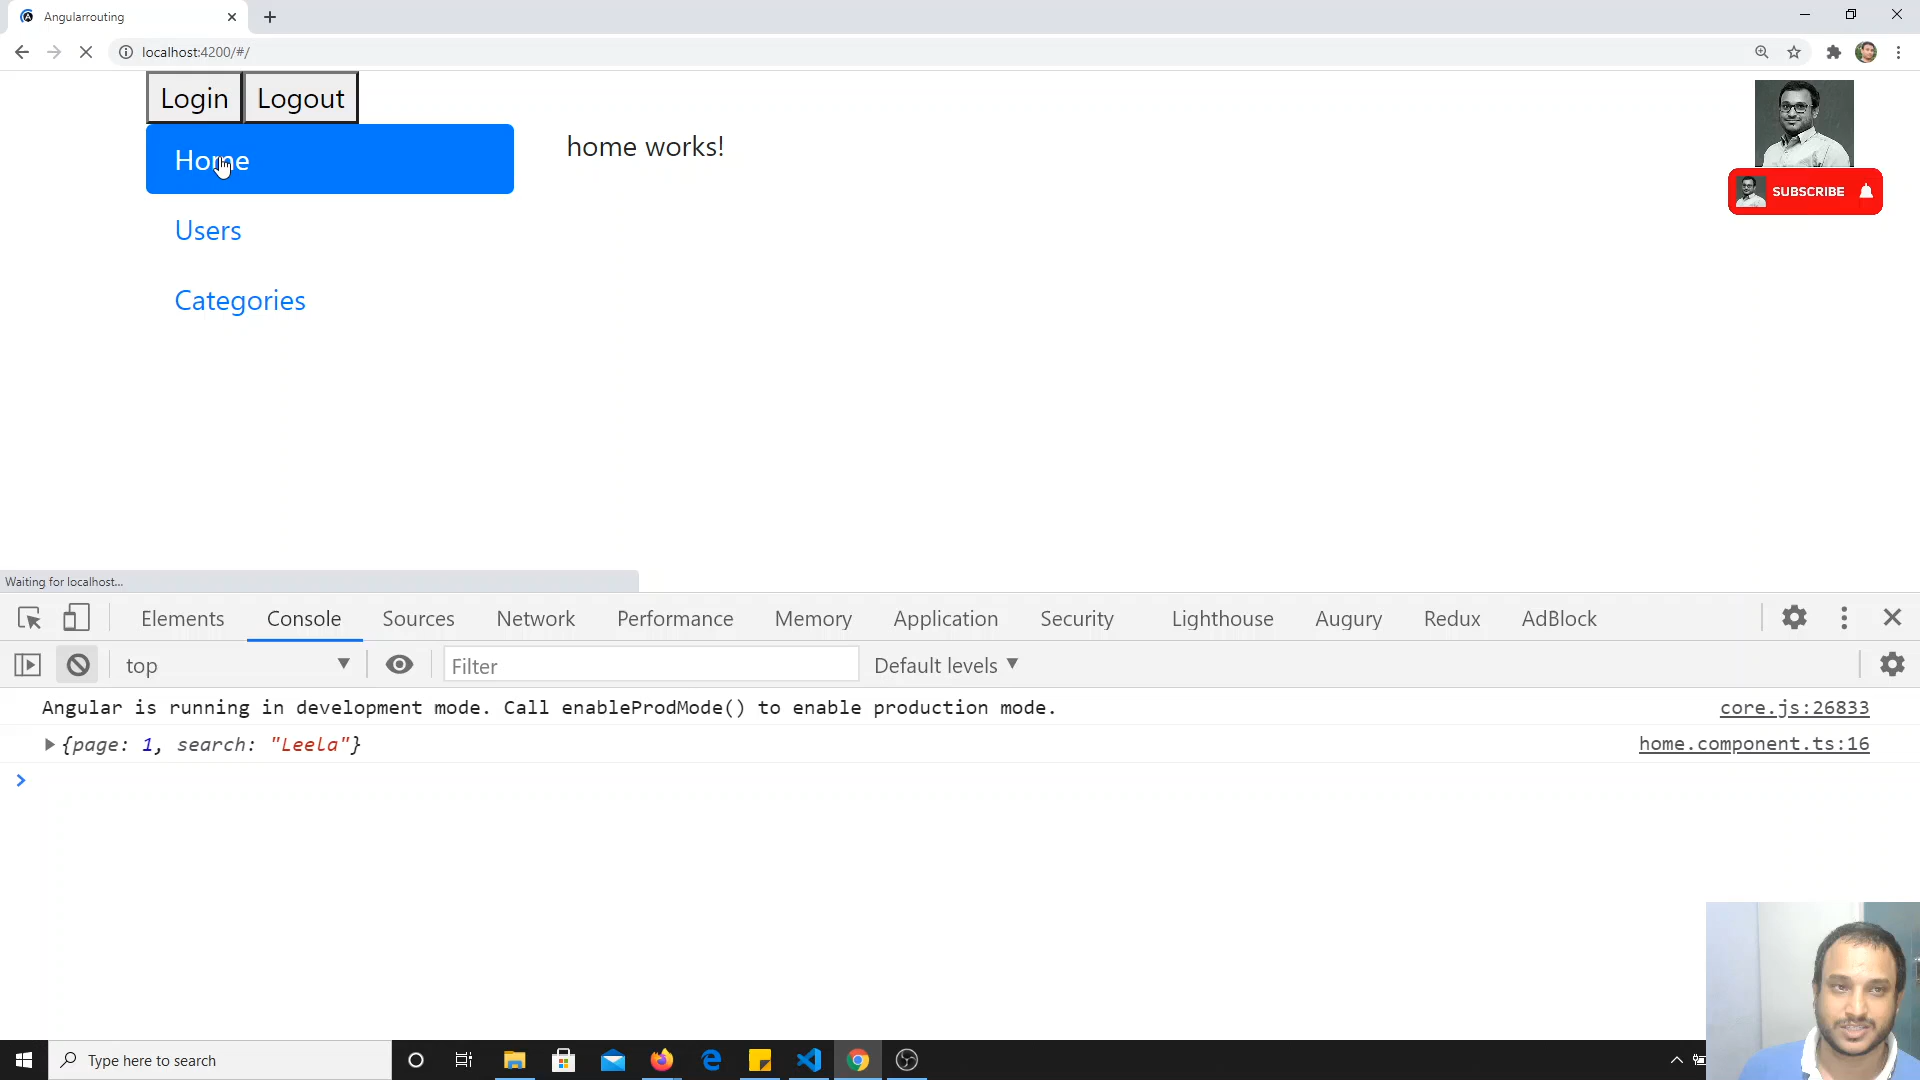 Angularrouting
localhost:4200/#/
Login Logout
Home
home works!
SUBSCRIBE
Users
Categories
Waiting for localhost...
Elements Console Sources Network Performance Memory Application Security Lighthouse Augury Redux AdBlock
top Filter Default levels
Angular is running in development mode. Call enableProdMode() to enable production mode. core.js:26833
{page: 1, search: "Leela"} home.component.ts:16
Type here to search